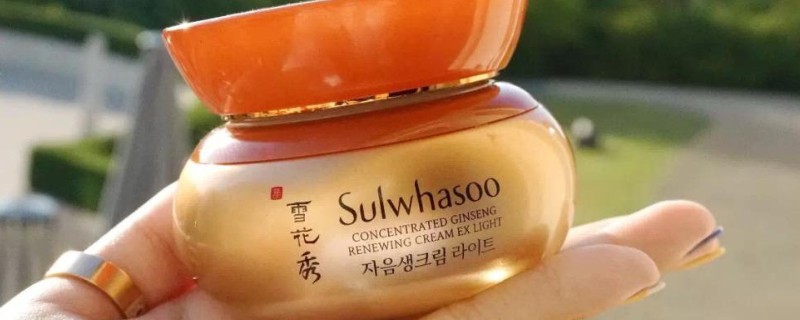 雪花秀
Sulwhasoo
CONCENTRATED GINSENG
RENEWING CREAM EX LIGHT
자음생크림 라이트